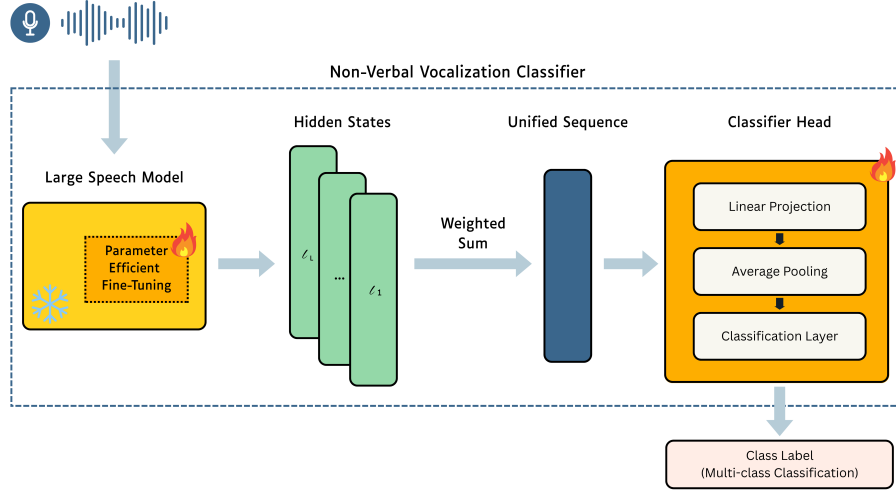 Non-Verbal Vocalization Classifier
Large Speech Model
Parameter
Efficient
Fine-Tuning
Hidden States
ℓL
...
ℓ1
Weighted
Sum
Unified Sequence
Classifier Head
Linear Projection
Average Pooling
Classification Layer
Class Label
(Multi-class Classification)